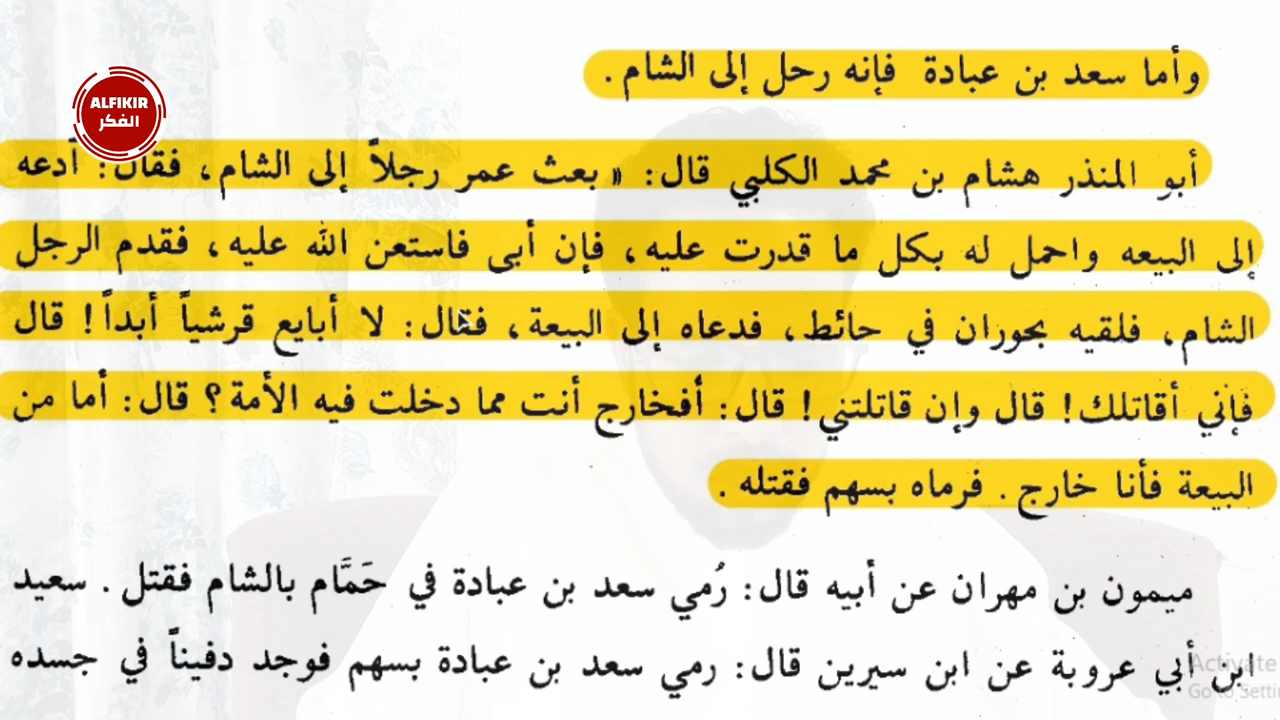 وأما سعد بن عبادة فإنه رحل إلى الشام .
ALFIKIR
الفكر
أبو المنذر هشام بن محمد الكلبي قال: « بعث عمر رجلاً إلى الشام، فقال: أدعه
إلى البيعه واحمل له بكل ما قدرت عليه، فإن أبى فاستعن الله عليه، فقدم الرجل
الشام، فلقيه بحوران في حائط، فدعاه إلى البيعة، فقال: لا أبايع قرشياً أبداً! قال
فإني أقاتلك! قال وإن قاتلتني! قال: أفخارج أنت مما دخلت فيه الأمة؟ قال: أما من
البيعة فأنا خارج . فرماه بسهم فقتله .
ميمون بن مهران عن أبيه قال: رُمي سعد بن عبادة في حَمَّام بالشام فقتل . سعيد
ابن أبي عروبة عن ابن سيرين قال: رمي سعد بن عبادة بسهم فوجد دفيناً في جسده
Activate
Go to Setti